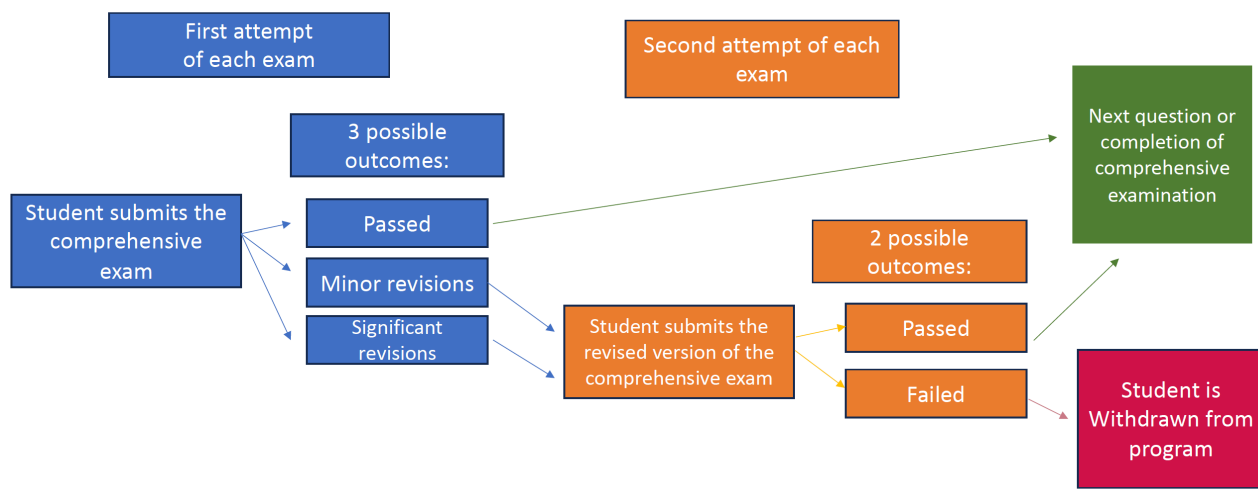 First attempt
of each exam
Second attempt of each
exam
3 possible
outcomes:
Student submits the
comprehensive
exam
Passed
Minor revisions
Significant
revisions
Student submits the
revised version of the
comprehensive exam
2 possible
outcomes:
Passed
Failed
Next question or
completion of
comprehensive
examination
Student is
Withdrawn from
program